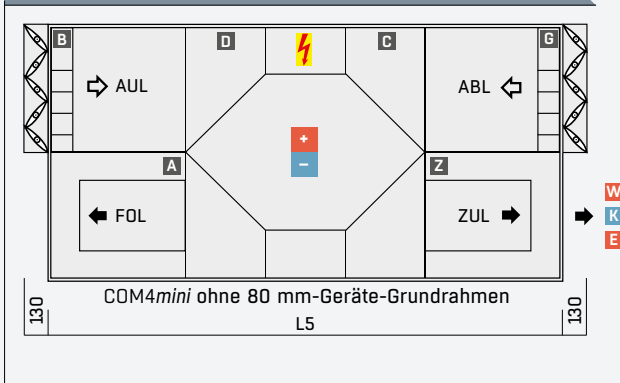 B D C G
AUL ABL
+
–
A Z
FOL ZUL
W
K
E
COM4mini ohne 80 mm-Geräte-Grundrahmen
130 L5 130